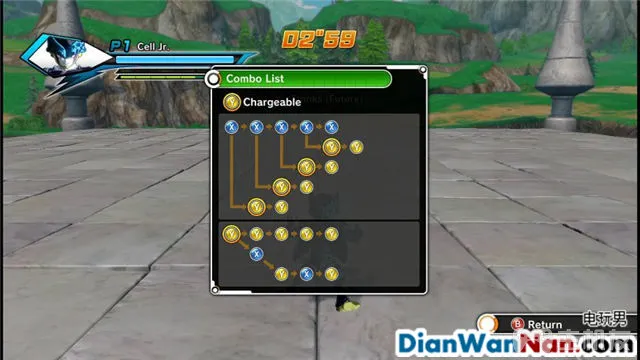 P1 Cell Jr.
02"59
Combo List
Y Chargeable
X X X X X
Y Y
Y Y
Y Y
Y Y
Y Y Y Y Y
X
Y X Y
B Return
电玩男
DianWanNan.com